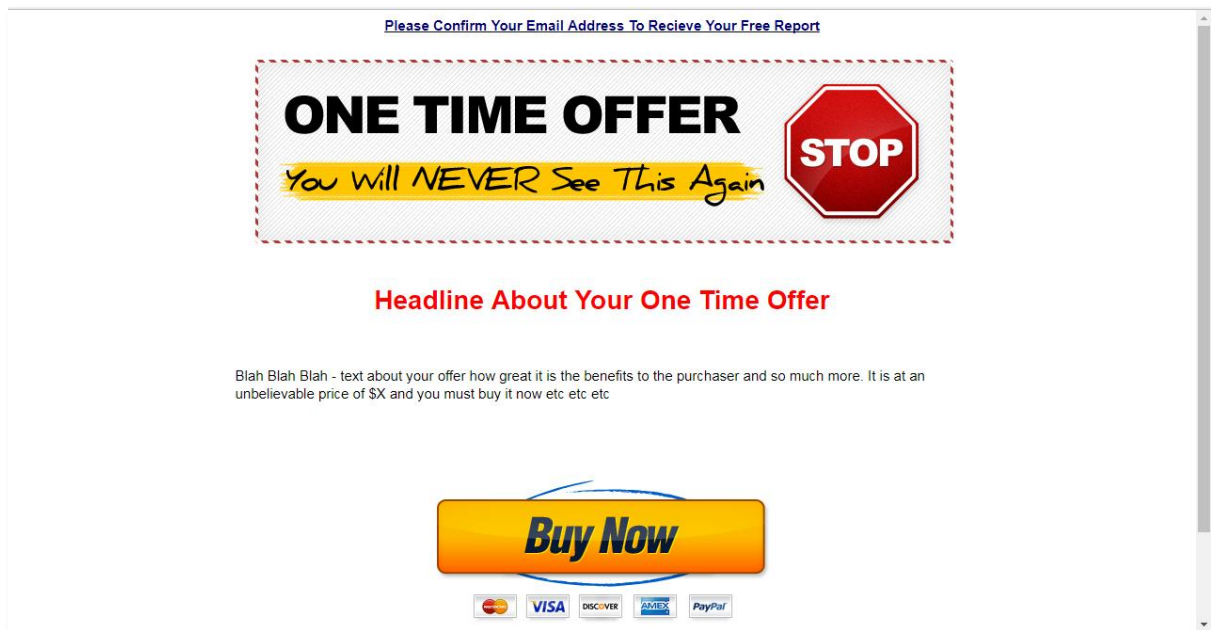 Please Confirm Your Email Address To Recieve Your Free Report
ONE TIME OFFER
You Will NEVER See This Again
STOP
Headline About Your One Time Offer
Blah Blah Blah - text about your offer how great it is the benefits to the purchaser and so much more. It is at an
unbelievable price of $X and you must buy it now etc etc etc
Buy Now
MasterCard VISA DISCOVER AMEX PayPal